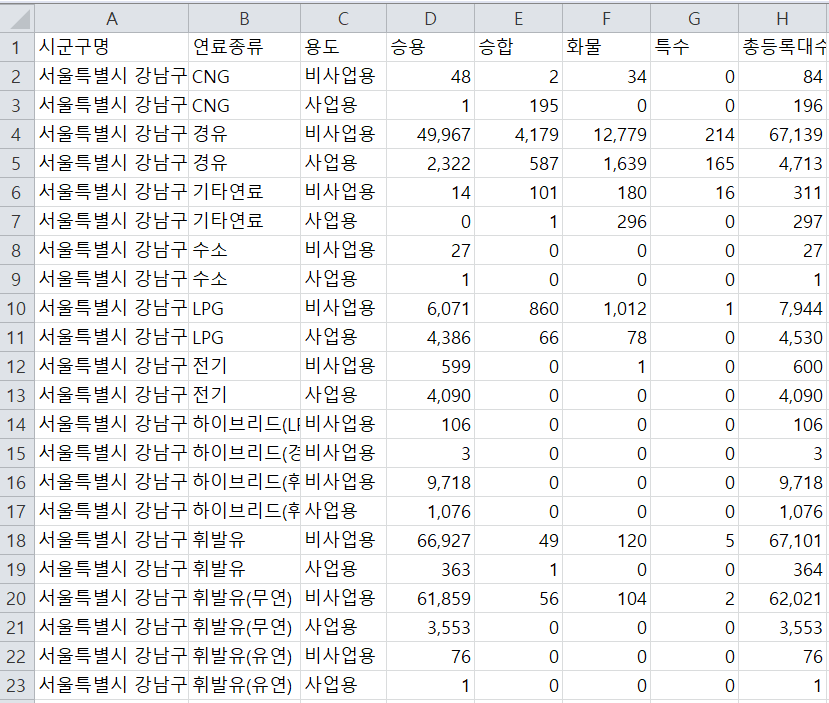 A B C D E F G H
1 시군구명 연료종류 용도 승용 승합 화물 특수 총등록대수
2 서울특별시 강남구 CNG 비사업용 48 2 34 0 84
3 서울특별시 강남구 CNG 사업용 1 195 0 0 196
4 서울특별시 강남구 경유 비사업용 49,967 4,179 12,779 214 67,139
5 서울특별시 강남구 경유 사업용 2,322 587 1,639 165 4,713
6 서울특별시 강남구 기타연료 비사업용 14 101 180 16 311
7 서울특별시 강남구 기타연료 사업용 0 1 296 0 297
8 서울특별시 강남구 수소 비사업용 27 0 0 0 27
9 서울특별시 강남구 수소 사업용 1 0 0 0 1
10 서울특별시 강남구 LPG 비사업용 6,071 860 1,012 1 7,944
11 서울특별시 강남구 LPG 사업용 4,386 66 78 0 4,530
12 서울특별시 강남구 전기 비사업용 599 0 1 0 600
13 서울특별시 강남구 전기 사업용 4,090 0 0 0 4,090
14 서울특별시 강남구 하이브리드(LP 비사업용 106 0 0 0 106
15 서울특별시 강남구 하이브리드(경 비사업용 3 0 0 0 3
16 서울특별시 강남구 하이브리드(휘 비사업용 9,718 0 0 0 9,718
17 서울특별시 강남구 하이브리드(휘 사업용 1,076 0 0 0 1,076
18 서울특별시 강남구 휘발유 비사업용 66,927 49 120 5 67,101
19 서울특별시 강남구 휘발유 사업용 363 1 0 0 364
20 서울특별시 강남구 휘발유(무연) 비사업용 61,859 56 104 2 62,021
21 서울특별시 강남구 휘발유(무연) 사업용 3,553 0 0 0 3,553
22 서울특별시 강남구 휘발유(유연) 비사업용 76 0 0 0 76
23 서울특별시 강남구 휘발유(유연) 사업용 1 0 0 0 1